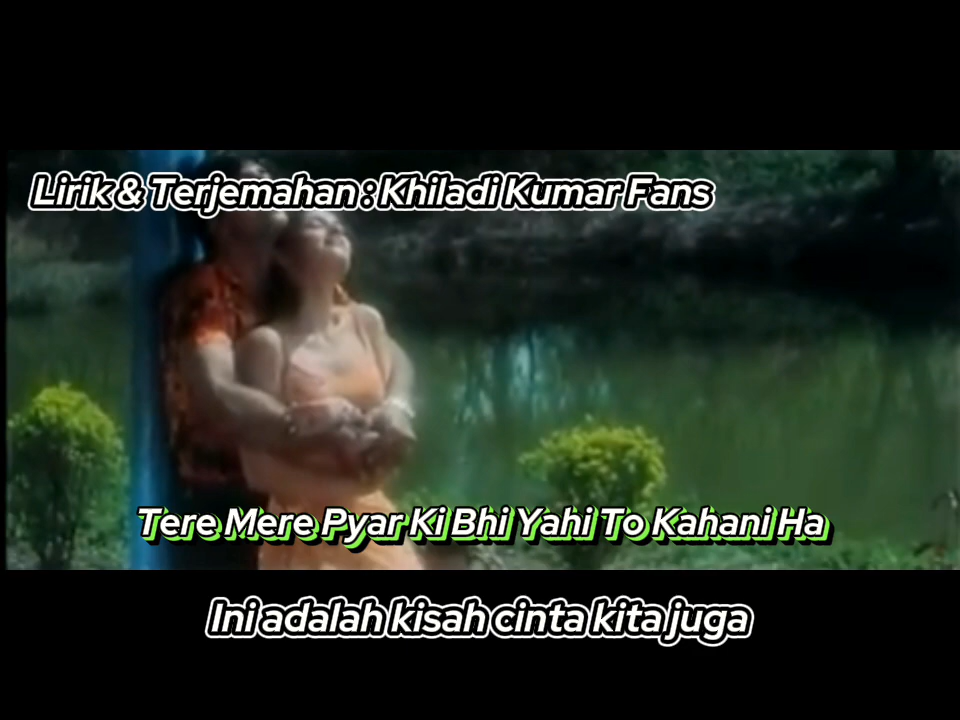 Lirik & Terjemahan : Khiladi Kumar Fans
Tere Mere Pyar Ki Bhi Yahi To Kahani Ha
Ini adalah kisah cinta kita juga